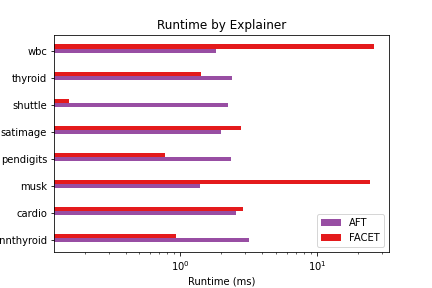 Runtime by Explainer
wbc
thyroid
shuttle
satimage
pendigits
musk
cardio
nnthyroid
AFT
FACET
10⁰ 10¹
Runtime (ms)